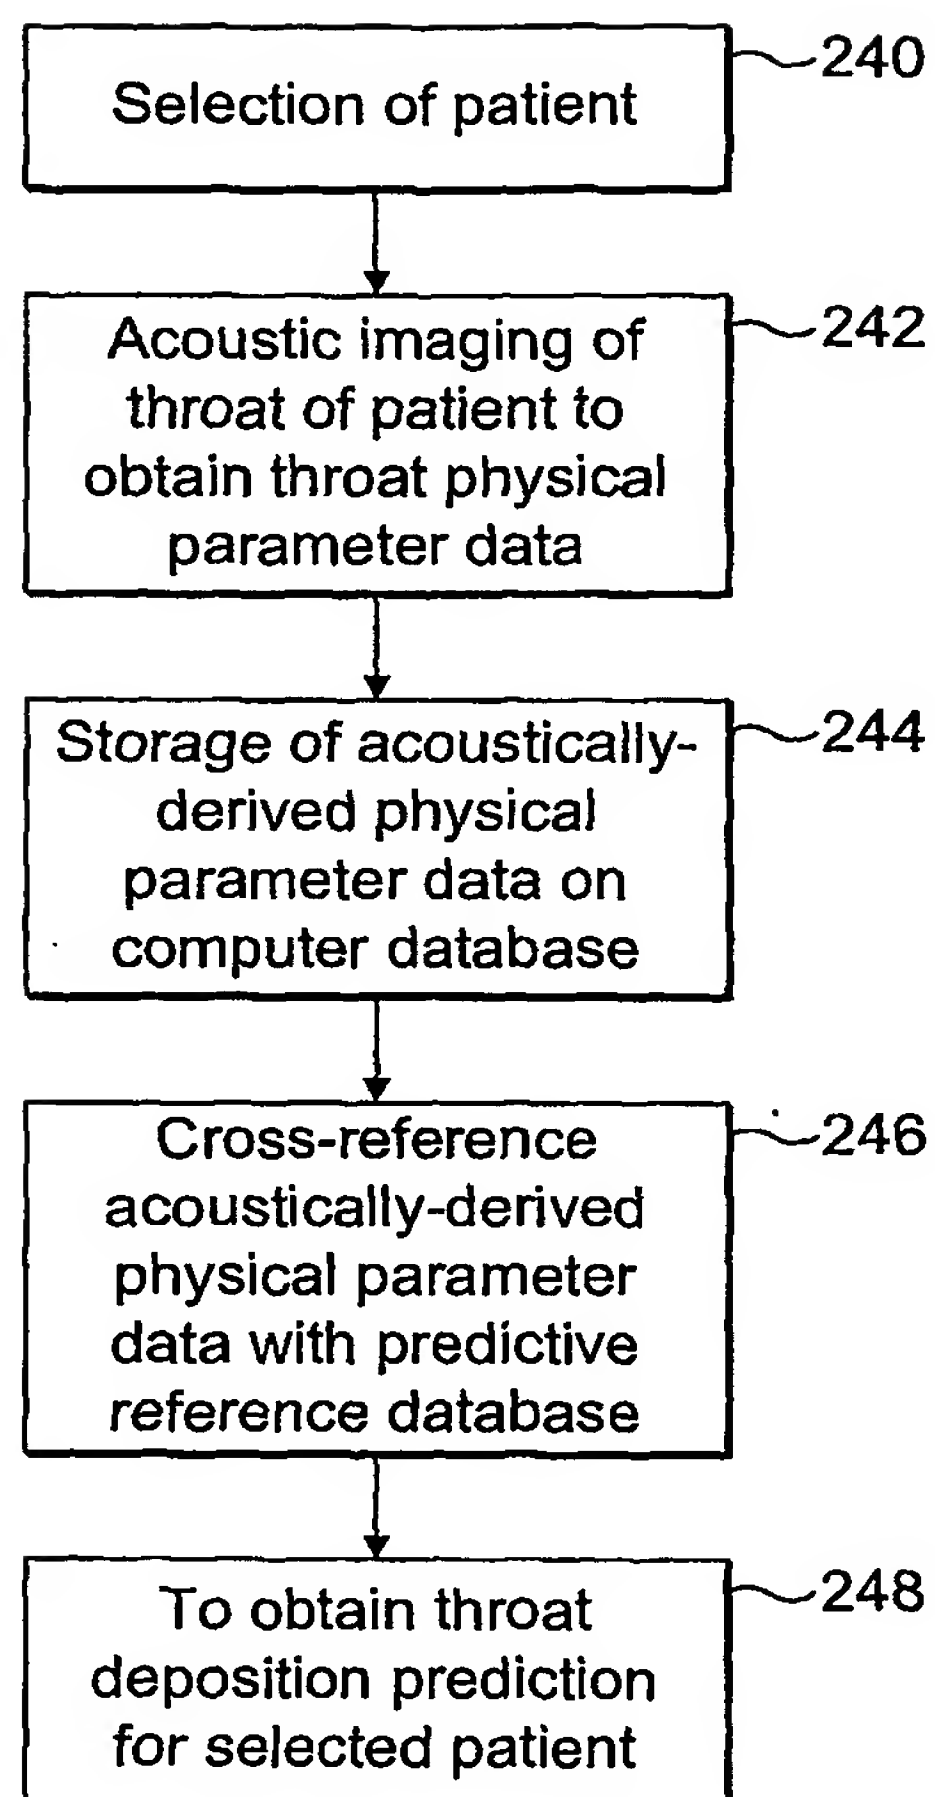 Selection of patient
240
Acoustic imaging of
throat of patient to
obtain throat physical
parameter data
242
Storage of acoustically-
derived physical
parameter data on
computer database
244
Cross-reference
acoustically-derived
physical parameter
data with predictive
reference database
246
To obtain throat
deposition prediction
for selected patient
248